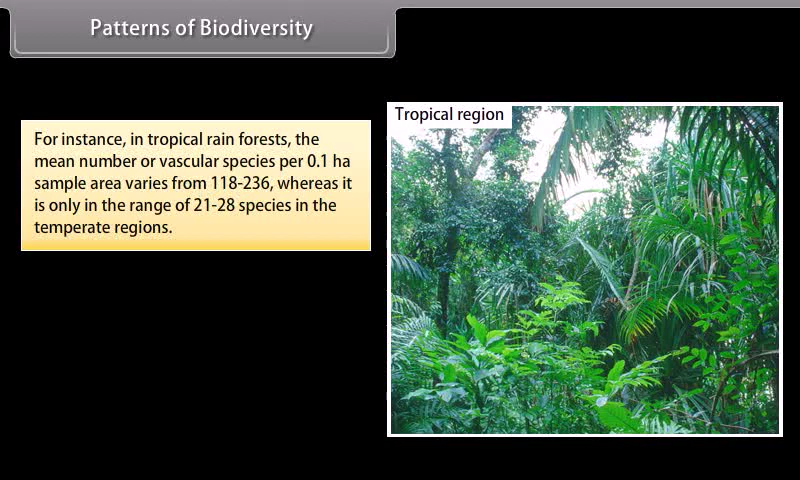 Patterns of Biodiversity
Tropical region
For instance, in tropical rain forests, the
mean number or vascular species per 0.1 ha
sample area varies from 118-236, whereas it
is only in the range of 21-28 species in the
temperate regions.